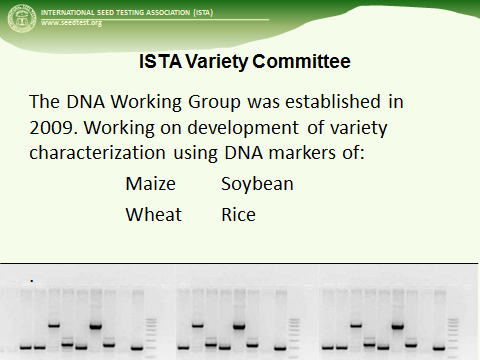 INTERNATIONAL SEED TESTING ASSOCIATION (ISTA)
www.seedtest.org
ISTA Variety Committee
The DNA Working Group was established in
2009. Working on development of variety
characterization using DNA markers of:
Maize Soybean
Wheat Rice
.